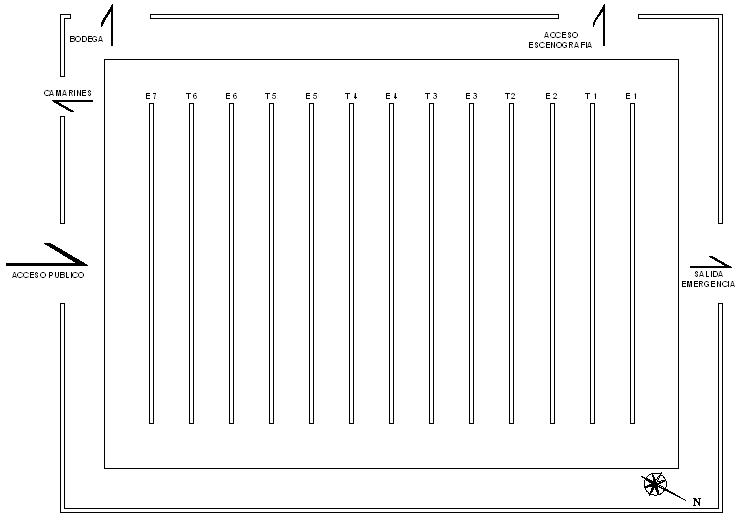 BODEGA
ACCESO
ESCENOGRAFIA
CAMARINES
E 7 T 6 E 6 T 5 E 5 T 4 E 4 T 3 E 3 T 2 E 2 T 1 E 1
ACCESO PUBLICO
SALIDA
EMERGENCIA
N